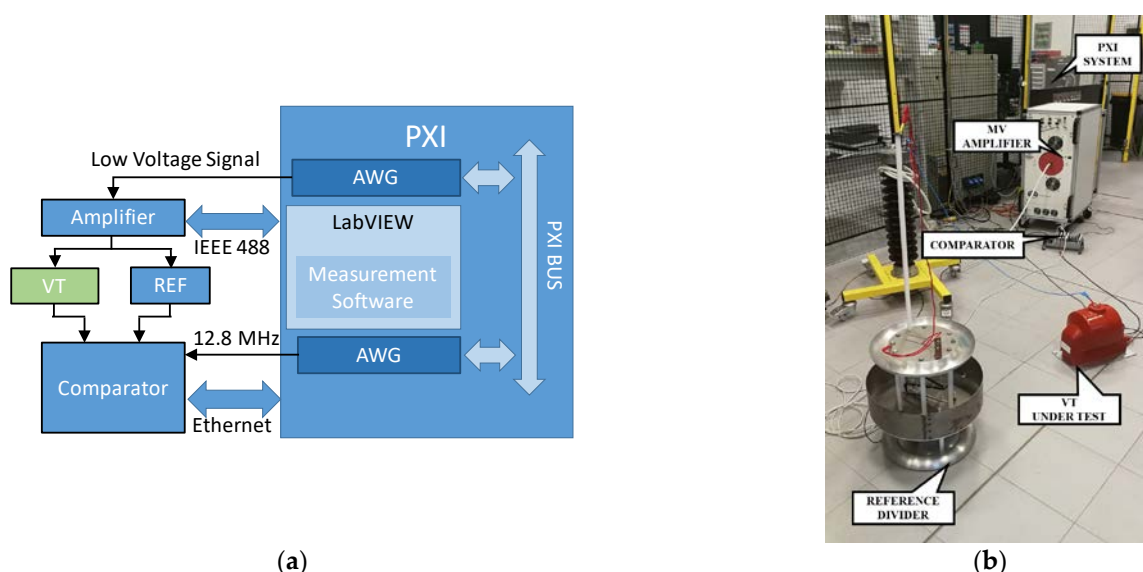 PXI
Low Voltage Signal
AWG
Amplifier
IEEE 488
LabVIEW
Measurement
Software
PXI BUS
VT
REF
12.8 MHz
AWG
Comparator
Ethernet
(a)
PXI
SYSTEM
MV
AMPLIFIER
COMPARATOR
VT
UNDER TEST
REFERENCE
DIVIDER
(b)